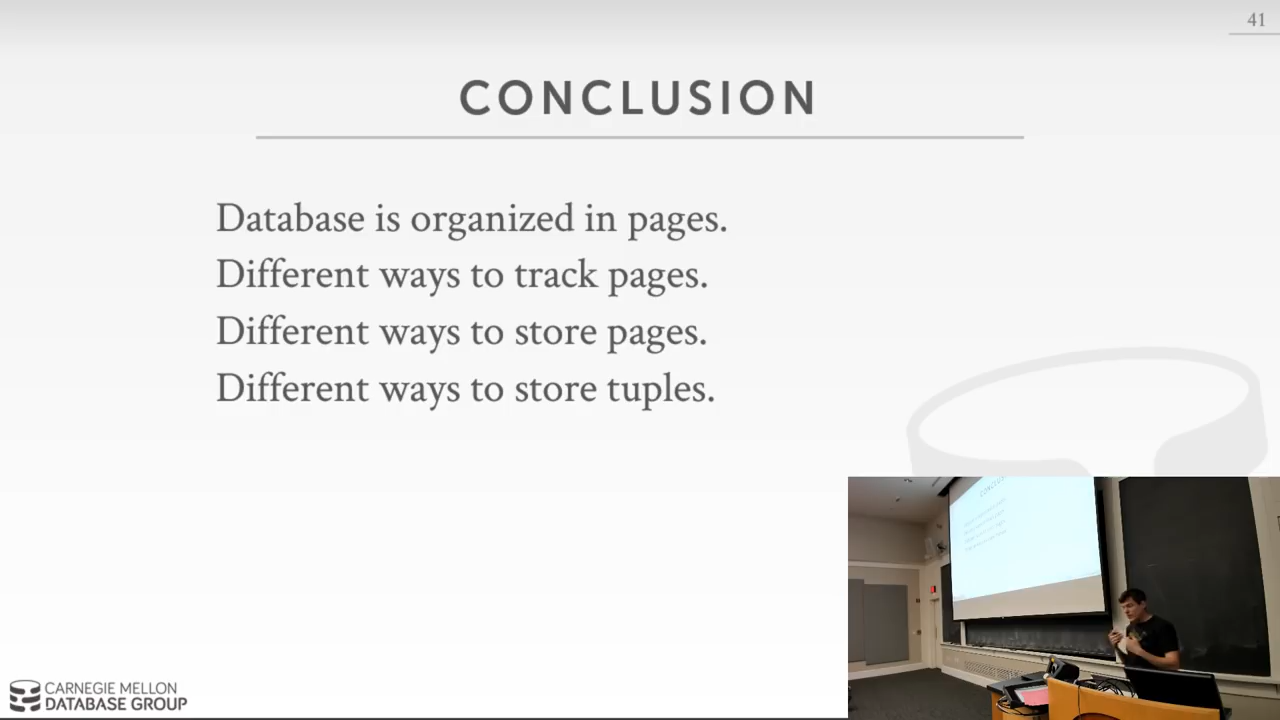 41
CONCLUSION
Database is organized in pages.
Different ways to track pages.
Different ways to store pages.
Different ways to store tuples.
CARNEGIE MELLON
DATABASE GROUP